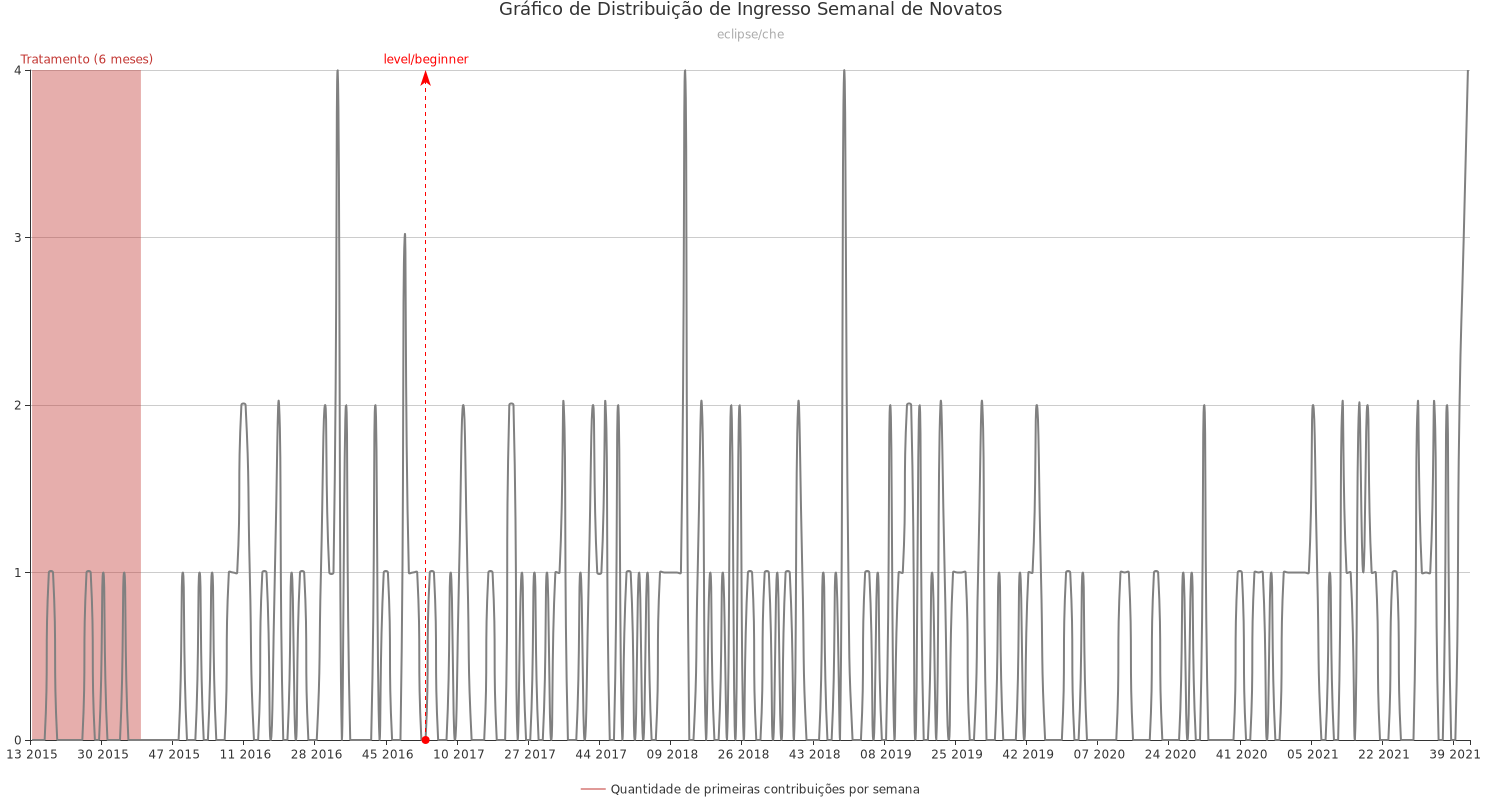 Gráfico de Distribuição de Ingresso Semanal de Novatos
eclipse/che
Tratamento (6 meses)
level/beginner
4
3
2
1
0
13 2015 30 2015 47 2015 11 2016 28 2016 45 2016 10 2017 27 2017 44 2017 09 2018 26 2018 43 2018 08 2019 25 2019 42 2019 07 2020 24 2020 41 2020 05 2021 22 2021 39 2021
Quantidade de primeiras contribuições por semana